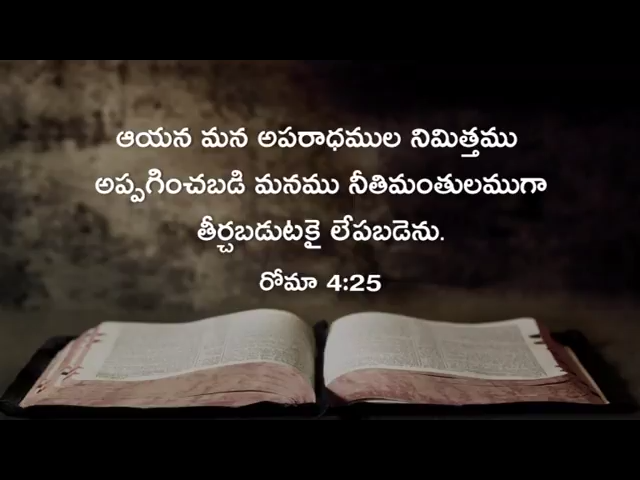 ఆయన మన అపరాధముల నిమిత్తము
అప్పగించబడి మనము నీతిమంతులముగా
తీర్చబడుటకై లేపబడెను.
రోమా 4:25